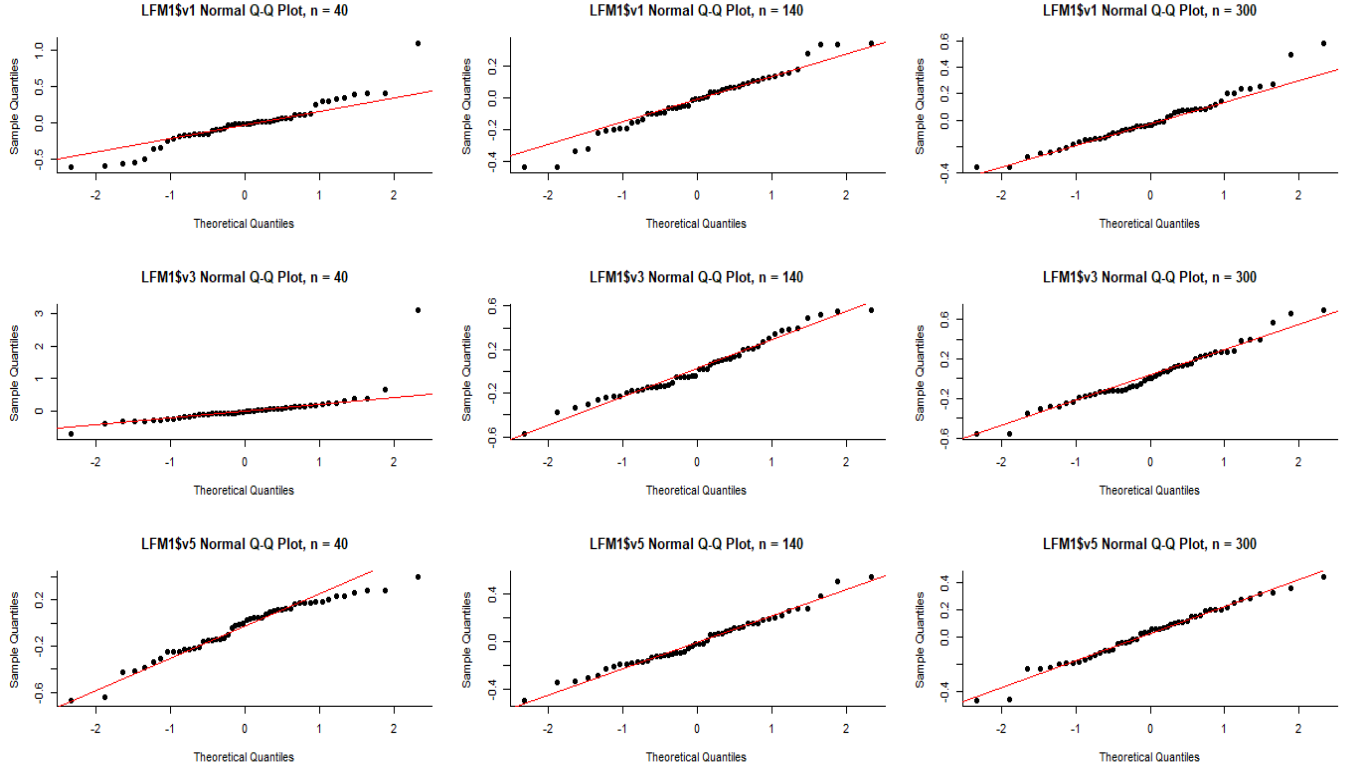 LFM1$v1 Normal Q-Q Plot, n = 40
Sample Quantiles
1.0
0.5
0.0
-0.5
-2 -1 0 1 2
Theoretical Quantiles
LFM1$v1 Normal Q-Q Plot, n = 140
Sample Quantiles
0.2
0.0
-0.2
-0.4
-2 -1 0 1 2
Theoretical Quantiles
LFM1$v1 Normal Q-Q Plot, n = 300
Sample Quantiles
0.6
0.2
-0.4
-2 -1 0 1 2
Theoretical Quantiles
LFM1$v3 Normal Q-Q Plot, n = 40
Sample Quantiles
3
2
1
0
-2 -1 0 1 2
Theoretical Quantiles
LFM1$v3 Normal Q-Q Plot, n = 140
Sample Quantiles
0.6
0.2
-0.2
-0.6
-2 -1 0 1 2
Theoretical Quantiles
LFM1$v3 Normal Q-Q Plot, n = 300
Sample Quantiles
0.6
0.2
-0.2
-0.6
-2 -1 0 1 2
Theoretical Quantiles
LFM1$v5 Normal Q-Q Plot, n = 40
Sample Quantiles
0.2
-0.2
-0.6
-2 -1 0 1 2
Theoretical Quantiles
LFM1$v5 Normal Q-Q Plot, n = 140
Sample Quantiles
0.4
0.0
-0.4
-2 -1 0 1 2
Theoretical Quantiles
LFM1$v5 Normal Q-Q Plot, n = 300
Sample Quantiles
0.4
0.2
0.0
-0.4
-2 -1 0 1 2
Theoretical Quantiles